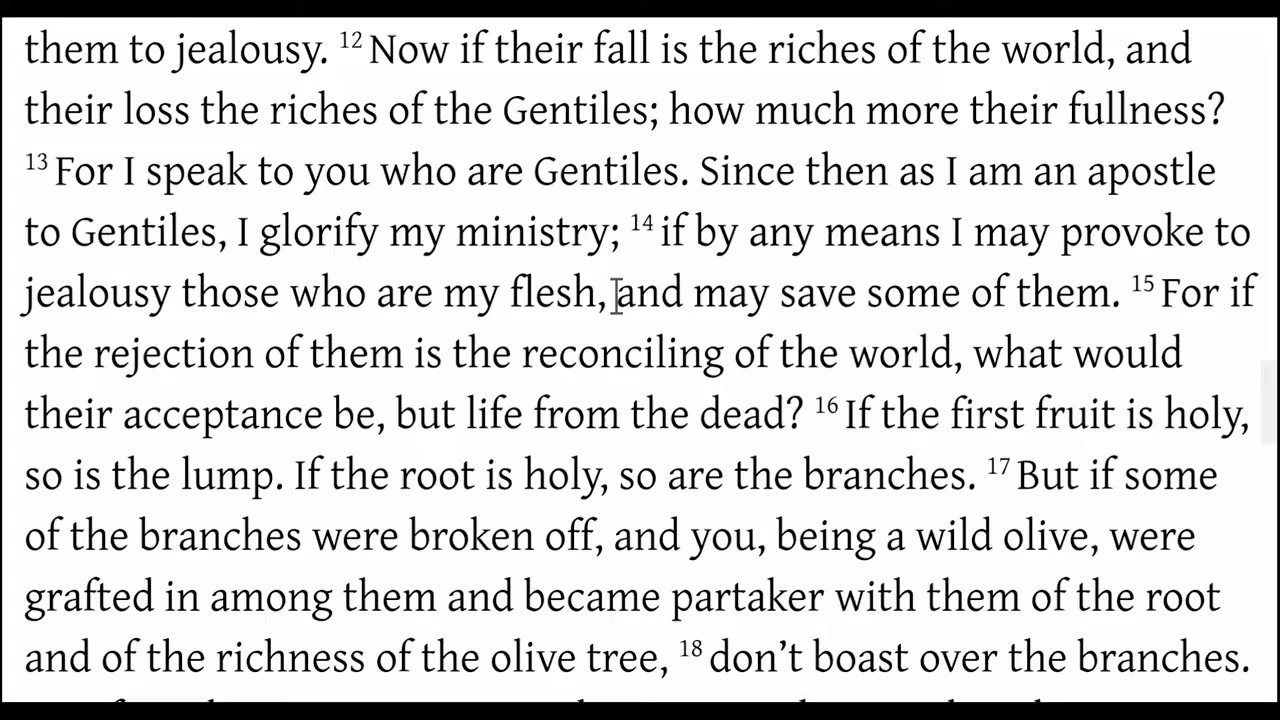 them to jealousy. 12 Now if their fall is the riches of the world, and
their loss the riches of the Gentiles; how much more their fullness?
13 For I speak to you who are Gentiles. Since then as I am an apostle
to Gentiles, I glorify my ministry; 14 if by any means I may provoke to
jealousy those who are my flesh, and may save some of them. 15 For if
the rejection of them is the reconciling of the world, what would
their acceptance be, but life from the dead? 16 If the first fruit is holy,
so is the lump. If the root is holy, so are the branches. 17 But if some
of the branches were broken off, and you, being a wild olive, were
grafted in among them and became partaker with them of the root
and of the richness of the olive tree, 18 don’t boast over the branches.